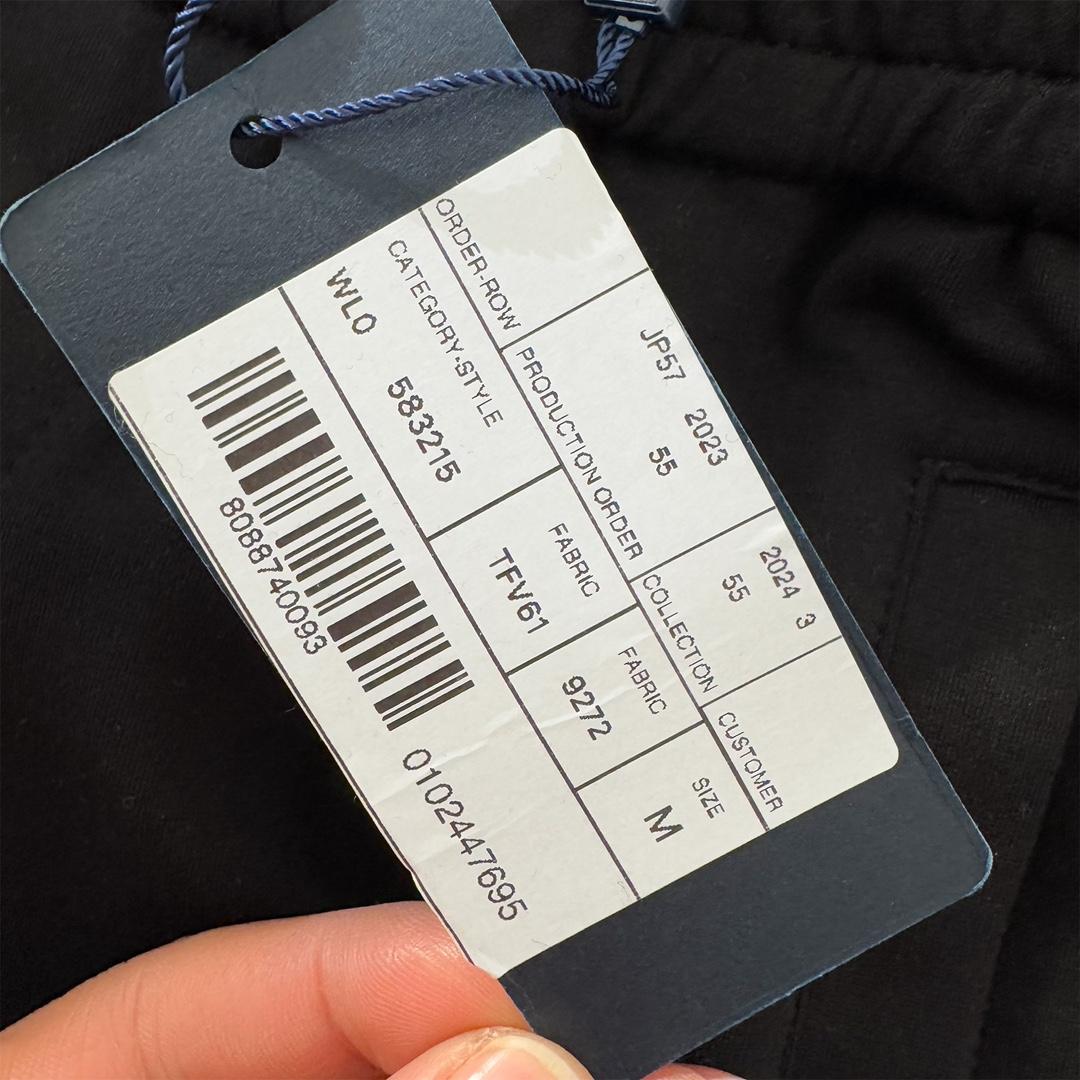 ORDER-ROW
PRODUCTION ORDER
JP57 2023
55
COLLECTION
2024 3
55
CUSTOMER
CATEGORY-STYLE
WLO 583215
FABRIC
TFV61
FABRIC
9272
SIZE
M
8088740093
0102447695